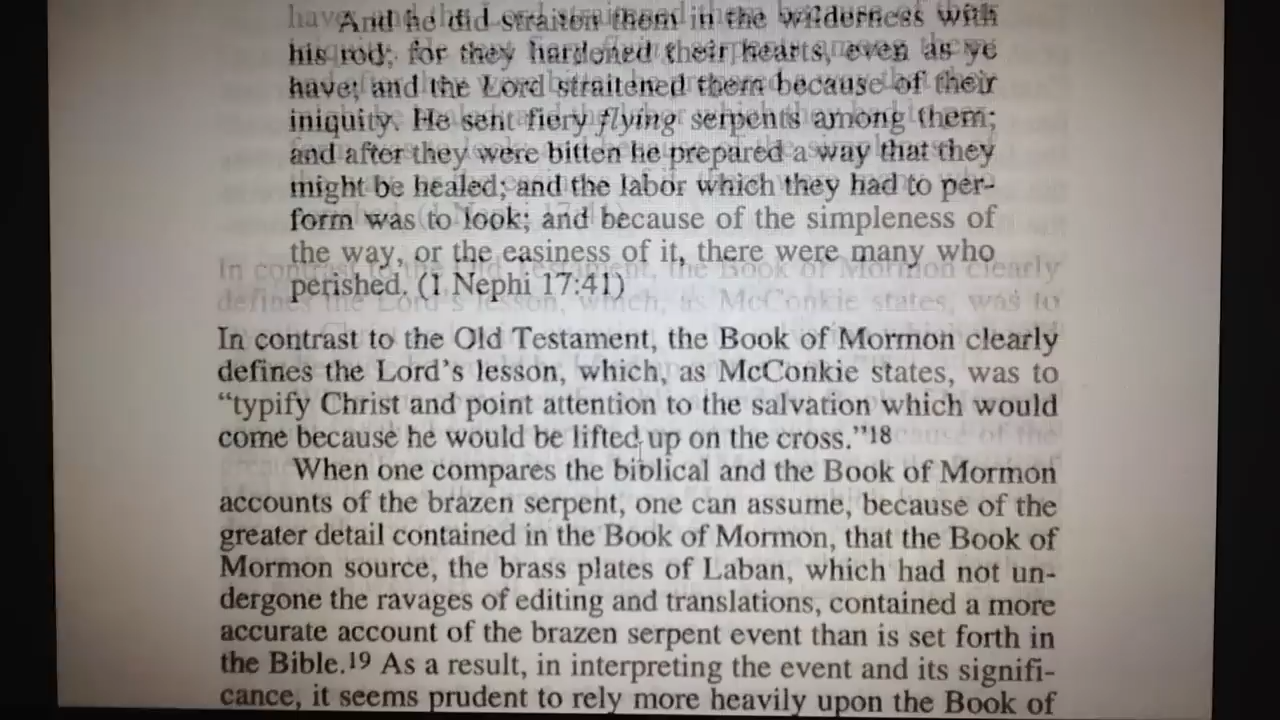 And he did straiten them in the wilderness with
his rod; for they hardened their hearts, even as ye
have; and the Lord straitened them because of their
iniquity. He sent fiery flying serpents among them;
and after they were bitten he prepared a way that they
might be healed; and the labor which they had to per-
form was to look; and because of the simpleness of
the way, or the easiness of it, there were many who
perished. (1 Nephi 17:41)
In contrast to the Old Testament, the Book of Mormon clearly
defines the Lord's lesson, which, as McConkie states, was to
“typify Christ and point attention to the salvation which would
come because he would be lifted up on the cross.”18
When one compares the biblical and the Book of Mormon
accounts of the brazen serpent, one can assume, because of the
greater detail contained in the Book of Mormon, that the Book of
Mormon source, the brass plates of Laban, which had not un-
dergone the ravages of editing and translations, contained a more
accurate account of the brazen serpent event than is set forth in
the Bible.19 As a result, in interpreting the event and its signifi-
cance, it seems prudent to rely more heavily upon the Book of